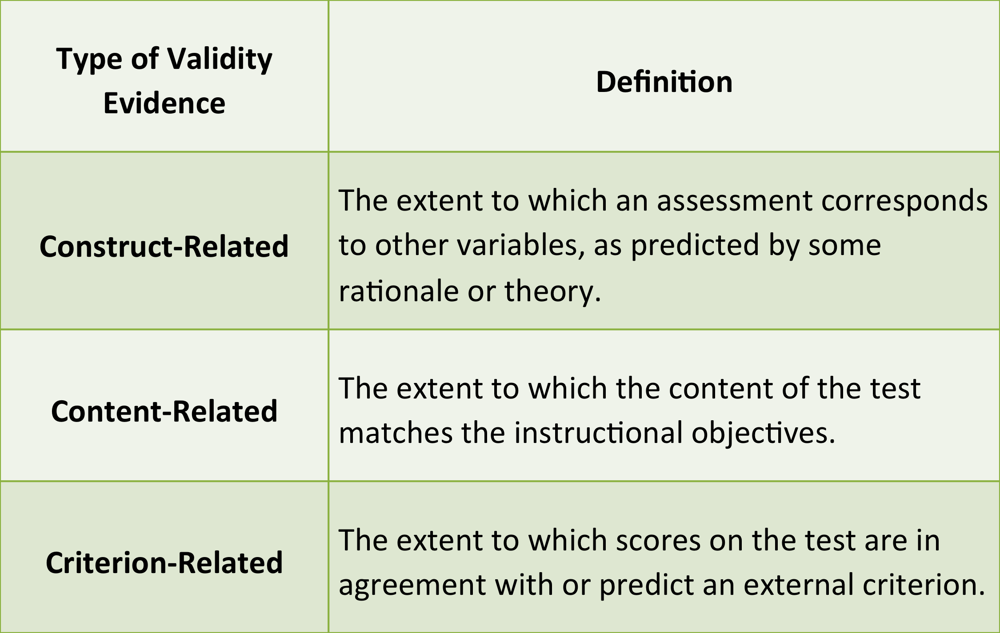 Type of Validity
Evidence
Definition
Construct-Related
The extent to which an assessment corresponds
to other variables, as predicted by some
rationale or theory.
Content-Related
The extent to which the content of the test
matches the instructional objectives.
Criterion-Related
The extent to which scores on the test are in
agreement with or predict an external criterion.